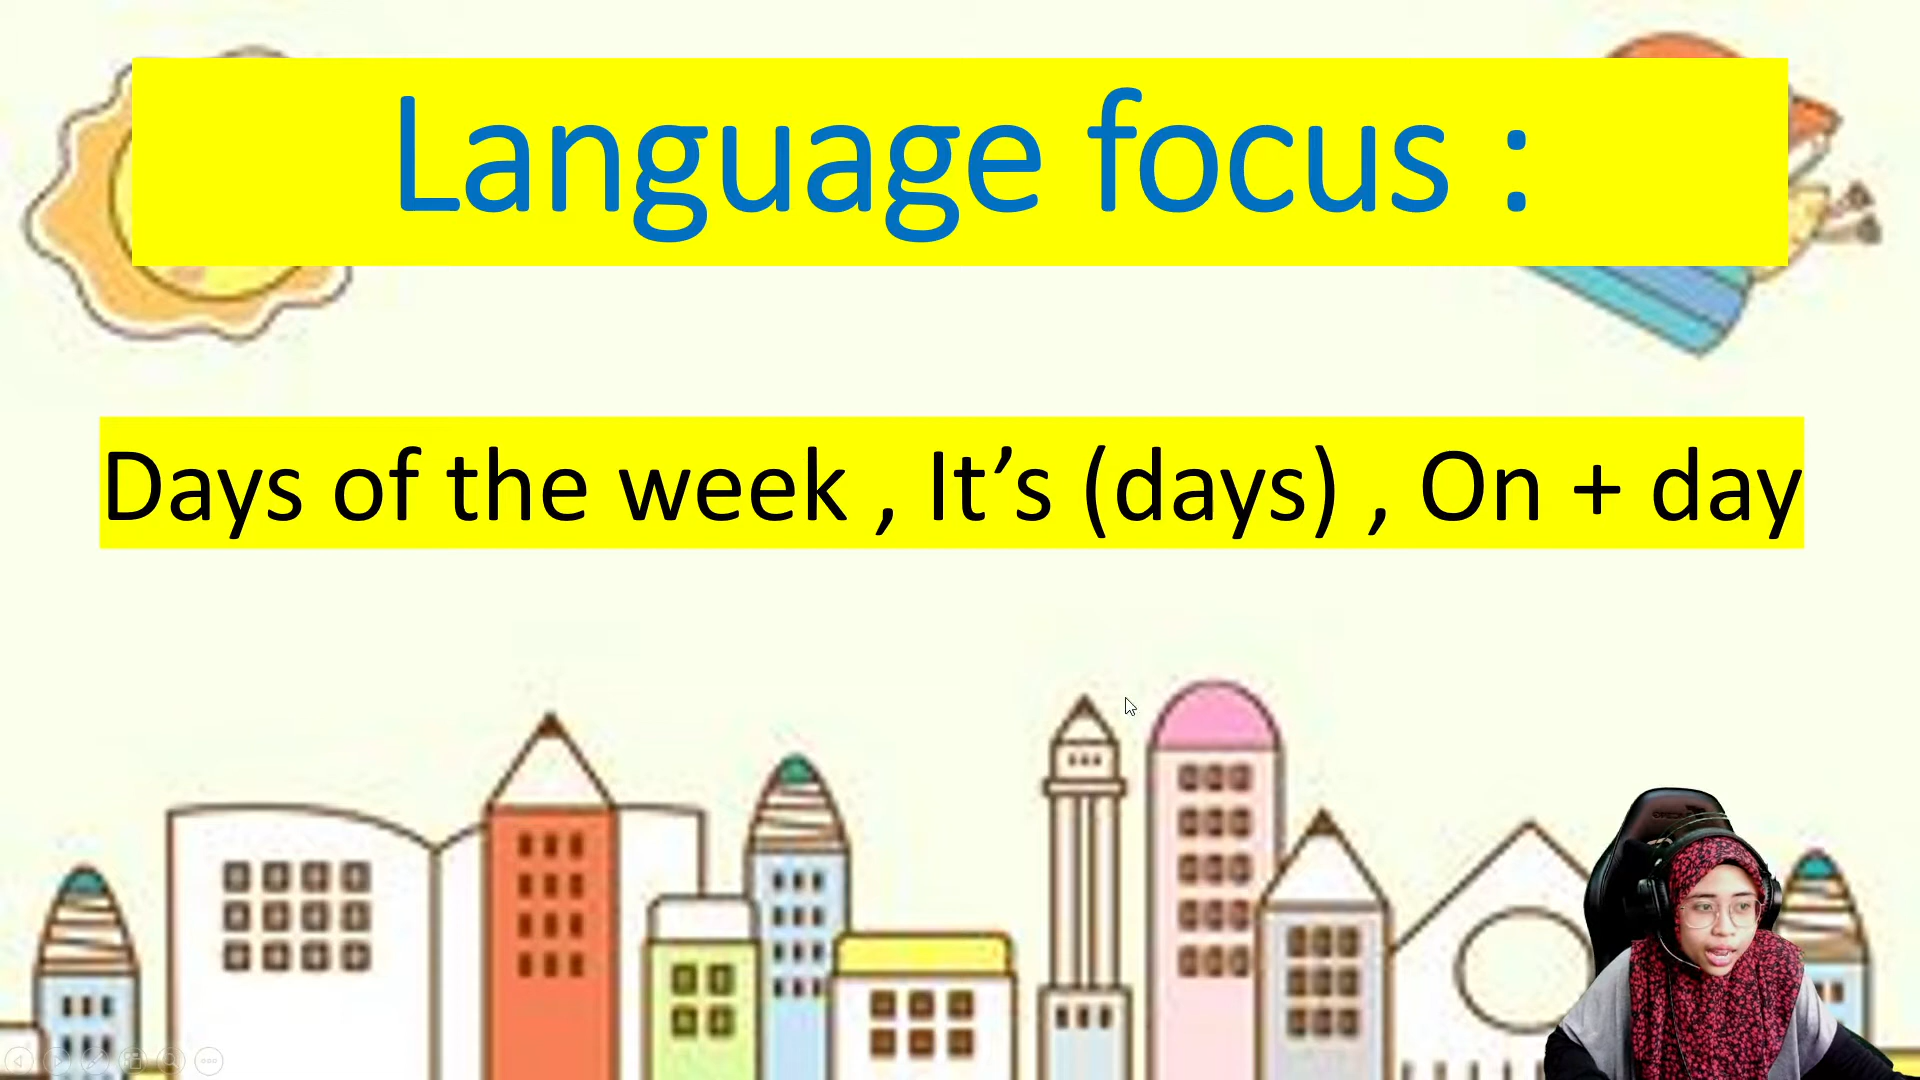 Language focus :
Days of the week , It’s (days) , On + day